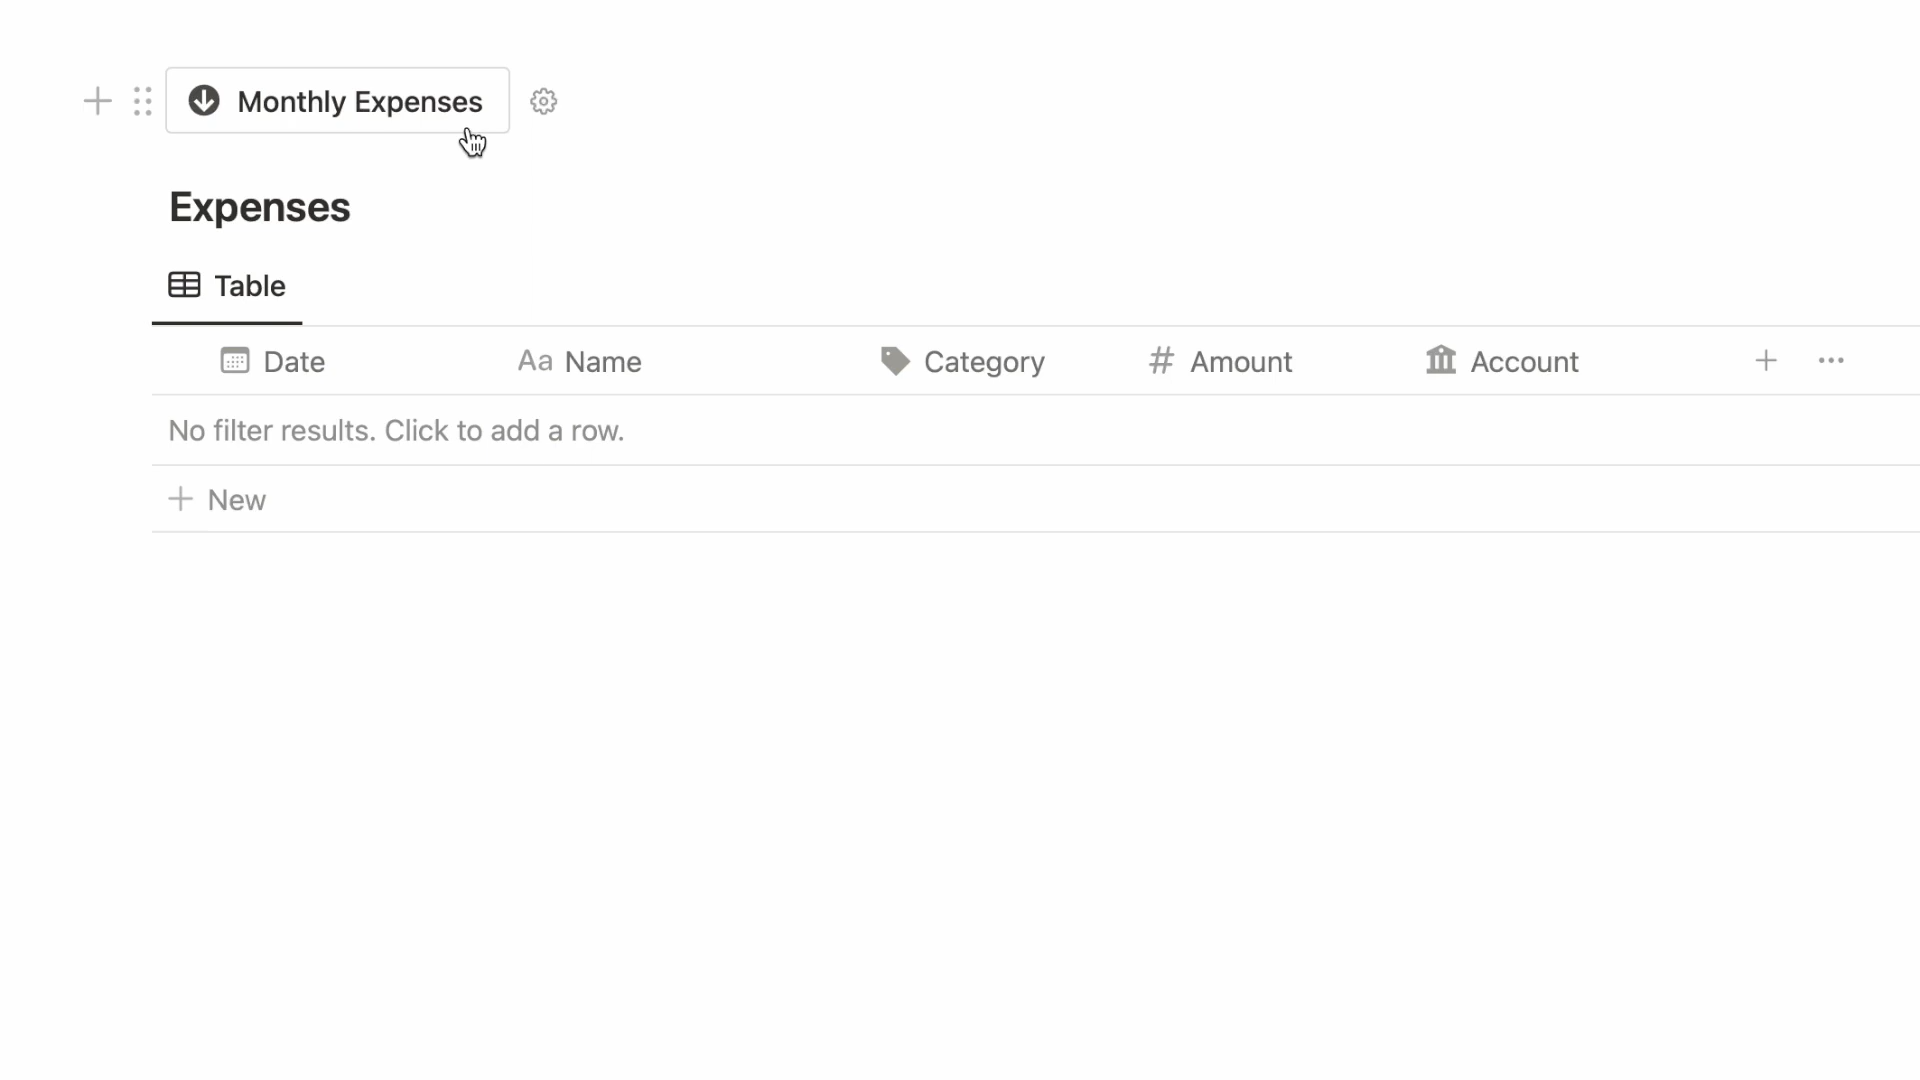 Monthly Expenses
Expenses
Table
Date Aa Name Category # Amount Account
No filter results. Click to add a row.
+ New